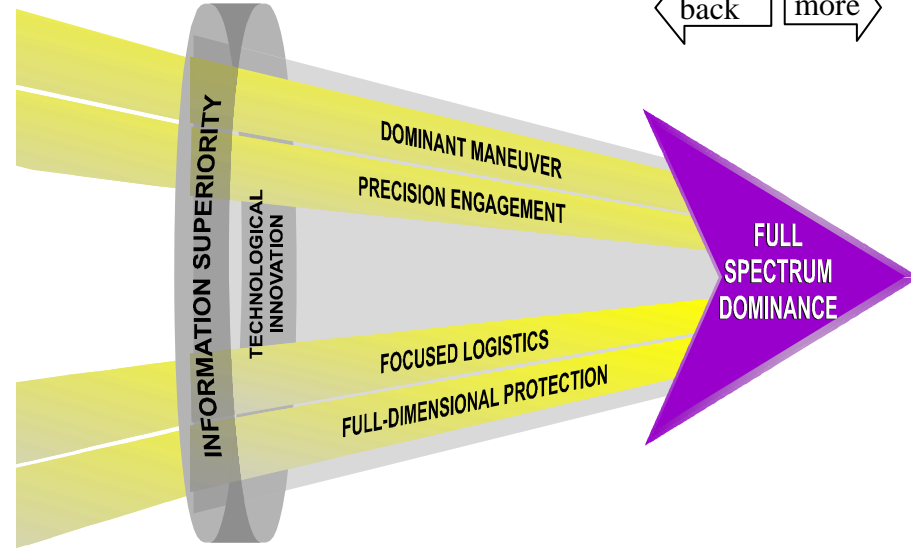 back
more
INFORMATION SUPERIORITY
TECHNOLOGICAL
INNOVATION
DOMINANT MANEUVER
PRECISION ENGAGEMENT
FOCUSED LOGISTICS
FULL-DIMENSIONAL PROTECTION
FULL
SPECTRUM
DOMINANCE